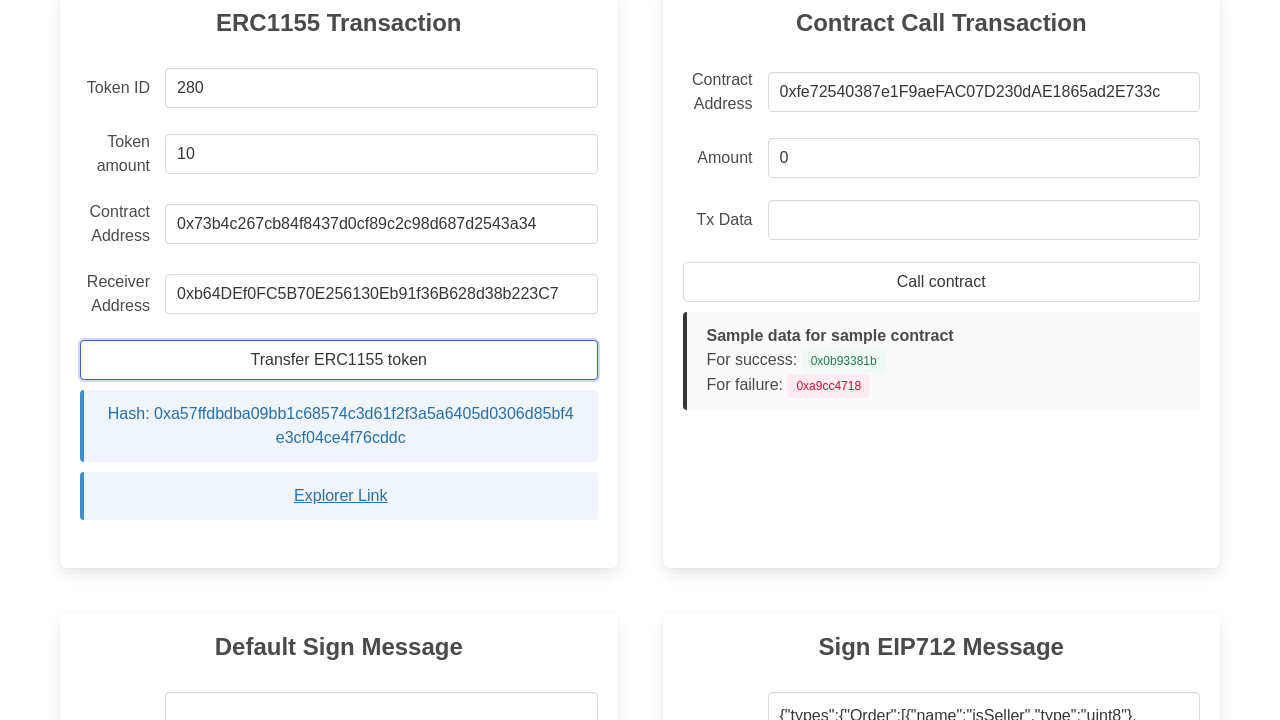 ERC1155 Transaction
Token ID
280
Token
amount
10
Contract
Address
0x73b4c267cb84f8437d0cf89c2c98d687d2543a34
Receiver
Address
0xb64DEf0FC5B70E256130Eb91f36B628d38b223C7
Transfer ERC1155 token
Hash: 0xa57ffdbdba09bb1c68574c3d61f2f3a5a6405d0306d85bf4
e3cf04ce4f76cddc
Explorer Link
Contract Call Transaction
Contract
Address
0xfe72540387e1F9aeFAC07D230dAE1865ad2E733c
Amount
0
Tx Data
Call contract
Sample data for sample contract
For success: 0x0b93381b
For failure: 0xa9cc4718
Default Sign Message
Sign EIP712 Message
{"types":{"Order":[{"name":"isSeller","type":"uint8"},